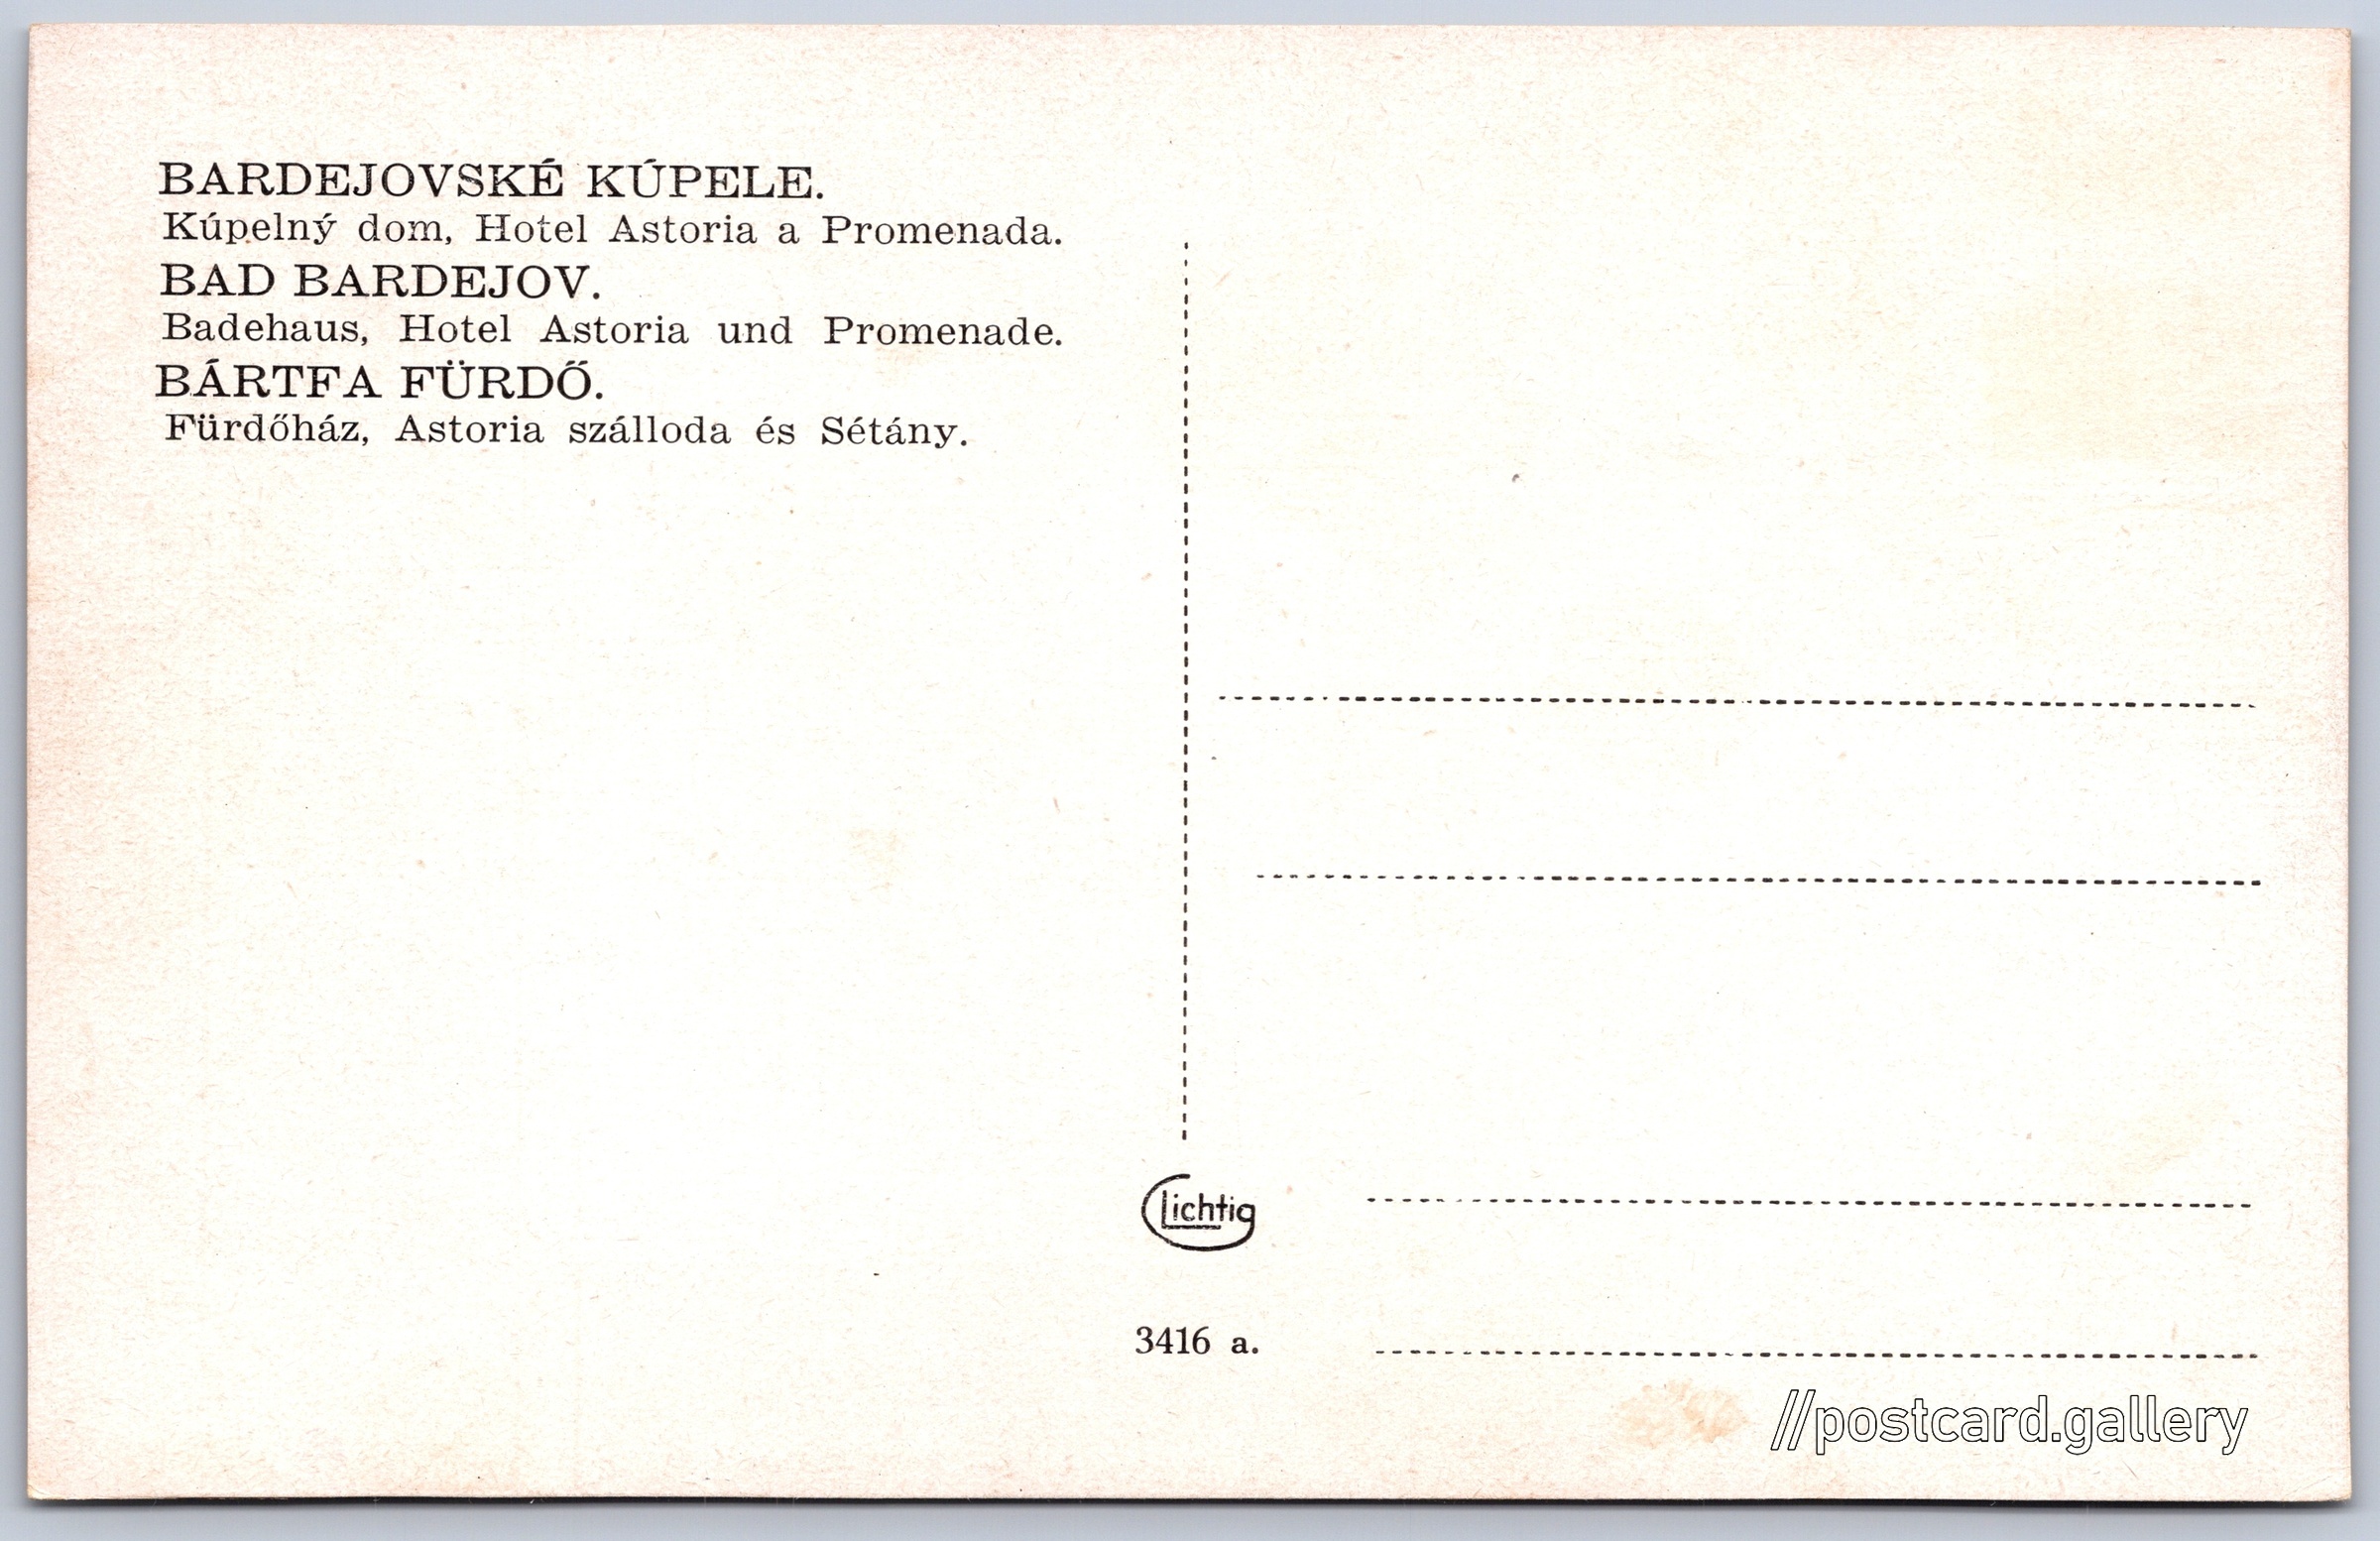 BARDEJOVSKÉ KÚPELE.
Kúpelný dom, Hotel Astoria a Promenada.
BAD BARDEJOV.
Badehaus, Hotel Astoria und Promenade.
BÁRTFA FÜRDŐ.
Fürdőház, Astoria szálloda és Sétány.
Lichtig
3416 a.
//postcard.gallery